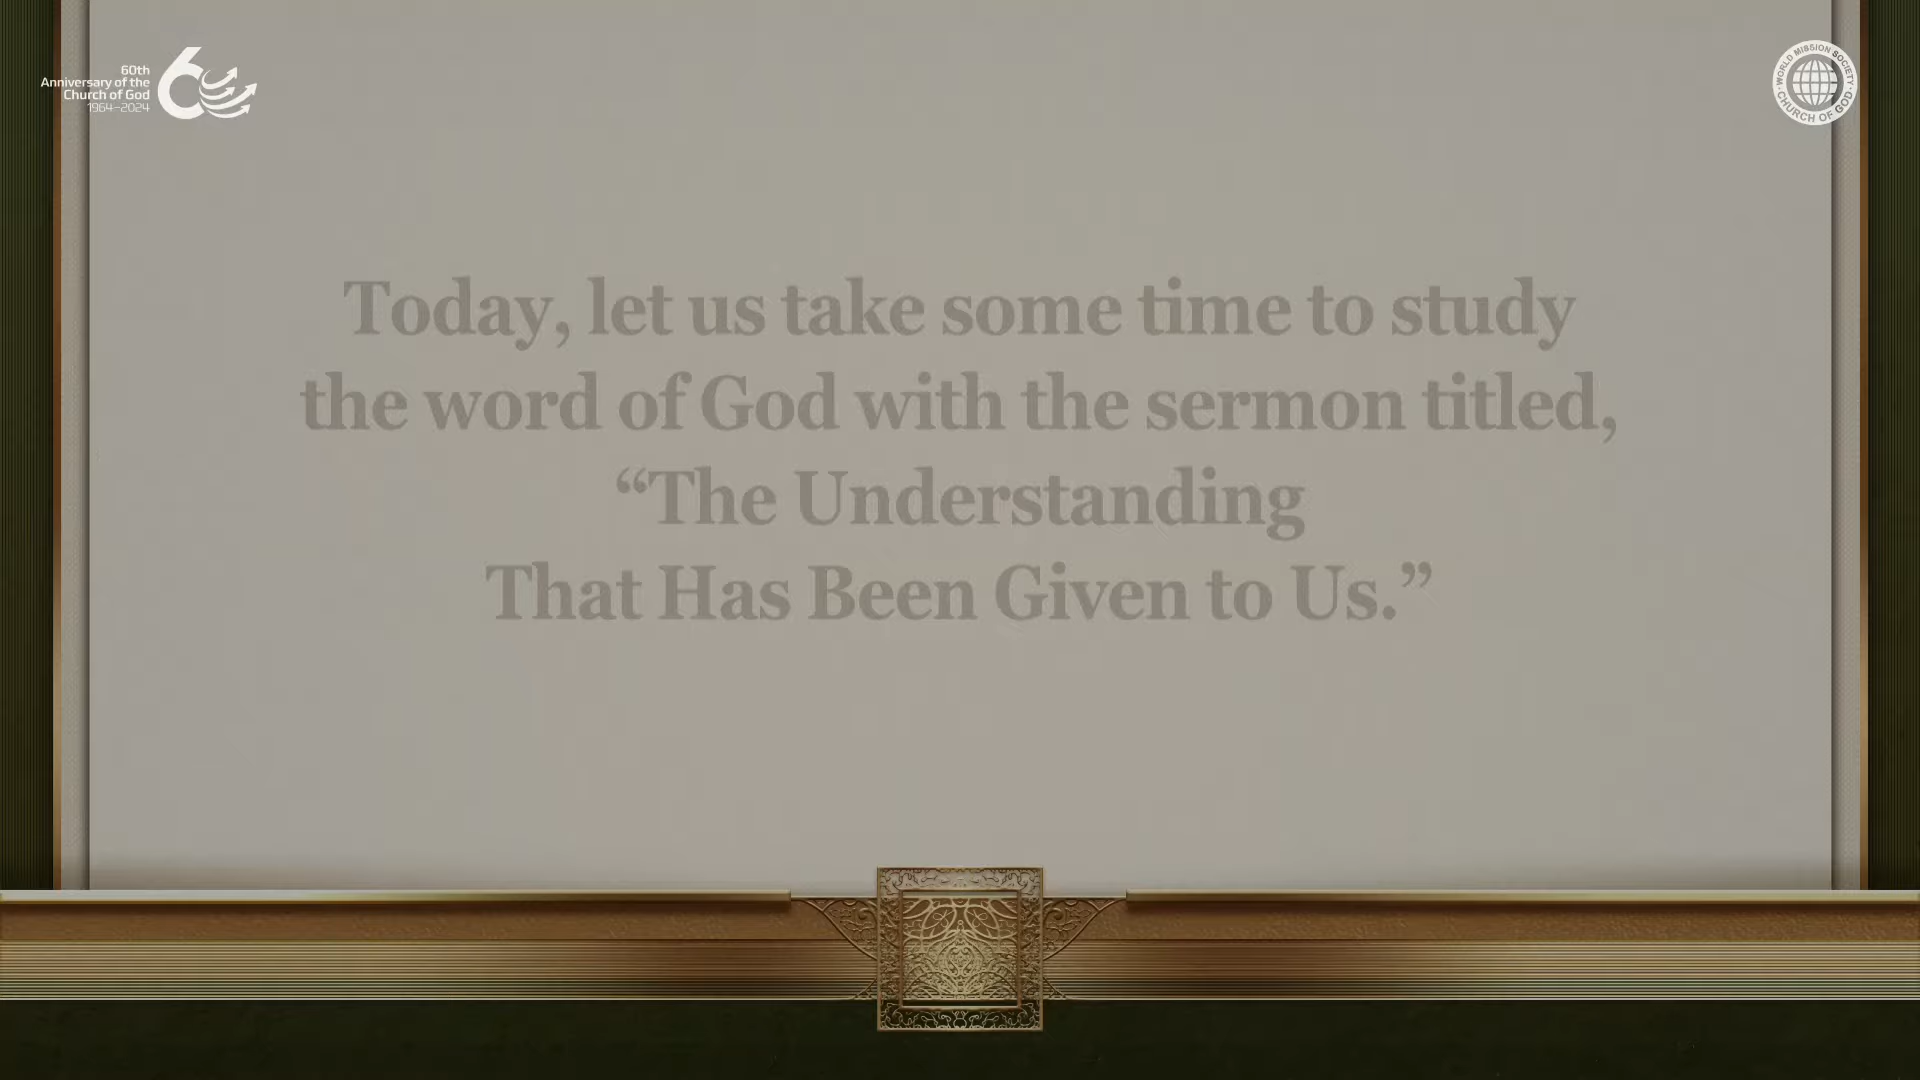 60th
Anniversary of the
Church of God
1964–2024
WORLD MISSION SOCIETY
CHURCH OF GOD
Today, let us take some time to study
the word of God with the sermon titled,
“The Understanding
That Has Been Given to Us.”